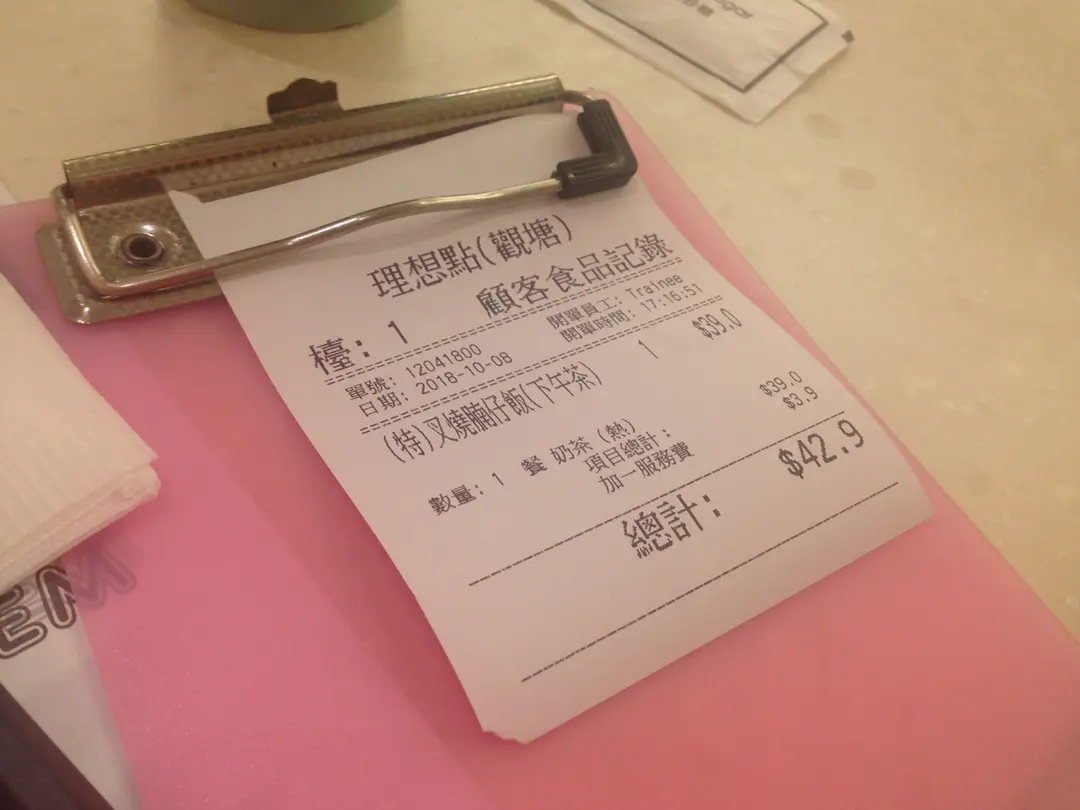 理想點(觀塘)
顧客食品記錄
檯: 1
開單員工: Trainee
單號: 12041800
開單時間: 17:16:51
日期: 2018-10-08
(特)叉燒腩仔飯(下午茶) 1 $39.0
餐 奶茶 (熱)
數量: 1 項目總計: $39.0
加一服務費 $3.9
總計: $42.9
EM